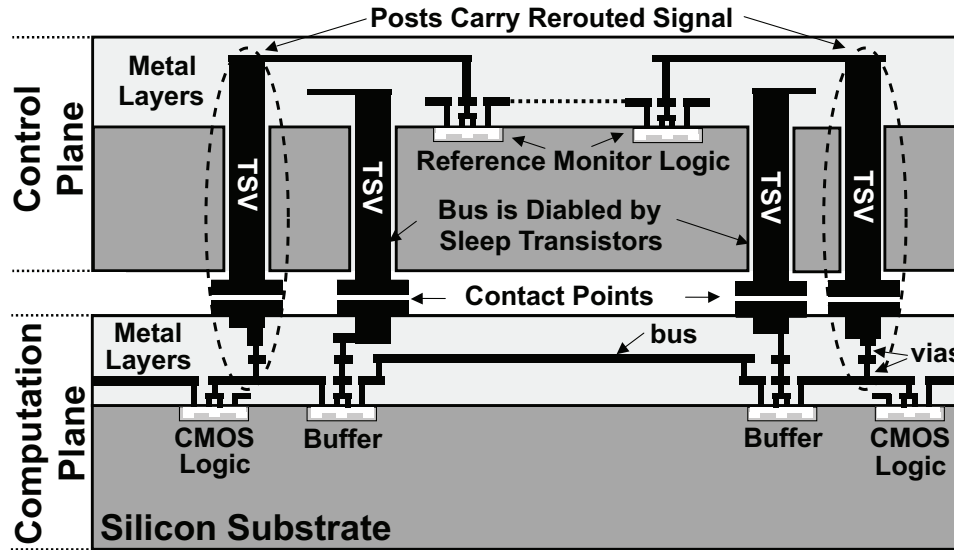 Posts Carry Rerouted Signal
Metal
Layers
Control
Plane
TSV
TSV
TSV
TSV
Reference Monitor Logic
Bus is Diabled by
Sleep Transistors
Contact Points
Metal
Layers
bus
vias
Computation
Plane
CMOS
Logic
Buffer
Buffer
CMOS
Logic
Silicon Substrate